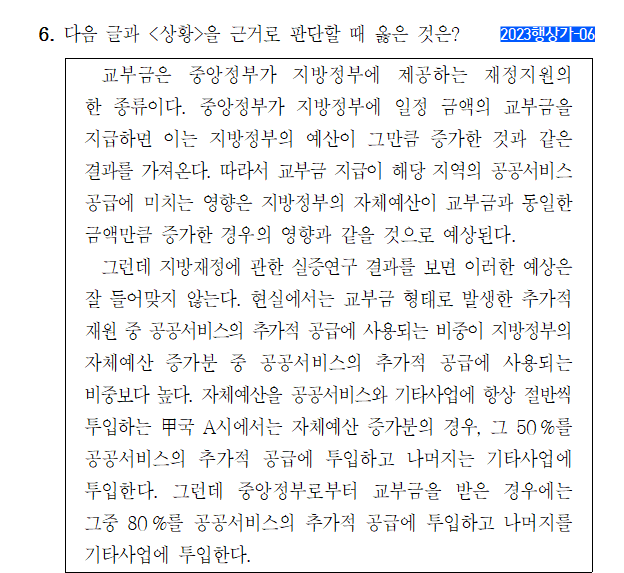 6. 다음 글과 <상황>을 근거로 판단할 때 옳은 것은? 2023행상가-06
교부금은 중앙정부가 지방정부에 제공하는 재정지원의
한 종류이다. 중앙정부가 지방정부에 일정 금액의 교부금을
지급하면 이는 지방정부의 예산이 그만큼 증가한 것과 같은
결과를 가져온다. 따라서 교부금 지급이 해당 지역의 공공서비스
공급에 미치는 영향은 지방정부의 자체예산이 교부금과 동일한
금액만큼 증가한 경우의 영향과 같을 것으로 예상된다.
그런데 지방재정에 관한 실증연구 결과를 보면 이러한 예상은
잘 들어맞지 않는다. 현실에서는 교부금 형태로 발생한 추가적
재원 중 공공서비스의 추가적 공급에 사용되는 비중이 지방정부의
자체예산 증가분 중 공공서비스의 추가적 공급에 사용되는
비중보다 높다. 자체예산을 공공서비스와 기타사업에 항상 절반씩
투입하는 甲국 A시에서는 자체예산 증가분의 경우, 그 50%를
공공서비스의 추가적 공급에 투입하고 나머지는 기타사업에
투입한다. 그런데 중앙정부로부터 교부금을 받은 경우에는
그중 80%를 공공서비스의 추가적 공급에 투입하고 나머지를
기타사업에 투입한다.